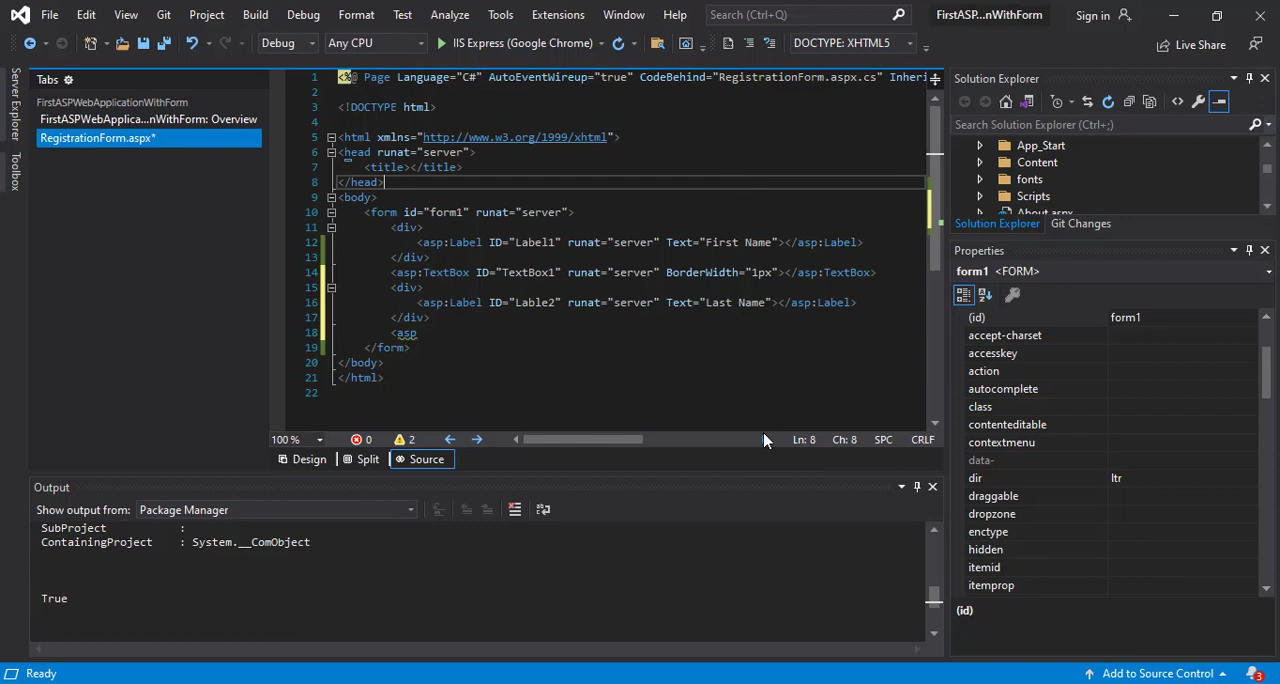 File Edit View Git Project Build Debug Format Test Analyze Tools Extensions Window Help Search (Ctrl+Q) FirstASP...nWithForm Sign in
Debug Any CPU IIS Express (Google Chrome) DOCTYPE: XHTML5 Live Share
Server Explorer
Toolbox
Tabs
FirstASPWebApplicationWithForm
FirstASPWebApplica...nWithForm: Overview
RegistrationForm.aspx*
1 <%@ Page Language="C#" AutoEventWireup="true" CodeBehind="RegistrationForm.aspx.cs" Inheri
2
3 <!DOCTYPE html>
4
5 <html xmlns="http://www.w3.org/1999/xhtml">
6 <head runat="server">
7 <title></title>
8 </head>
9 <body>
10 <form id="form1" runat="server">
11 <div>
12 <asp:Label ID="Label1" runat="server" Text="First Name"></asp:Label>
13 </div>
14 <asp:TextBox ID="TextBox1" runat="server" BorderWidth="1px"></asp:TextBox>
15 <div>
16 <asp:Label ID="Lable2" runat="server" Text="Last Name"></asp:Label>
17 </div>
18 <asp
19 </form>
20 </body>
21 </html>
22
100 % 0 2 Ln: 8 Ch: 8 SPC CRLF
Design Split Source
Output
Show output from: Package Manager
SubProject :
ContainingProject : System.__ComObject
True
Solution Explorer
Search Solution Explorer (Ctrl+;)
App_Start
Content
fonts
Scripts
About.aspx
Solution Explorer Git Changes
Properties
form1 <FORM>
(id) form1
accept-charset
accesskey
action
autocomplete
class
contenteditable
contextmenu
data-
dir ltr
draggable
dropzone
enctype
hidden
itemid
itemprop
(id)
Ready Add to Source Control 3